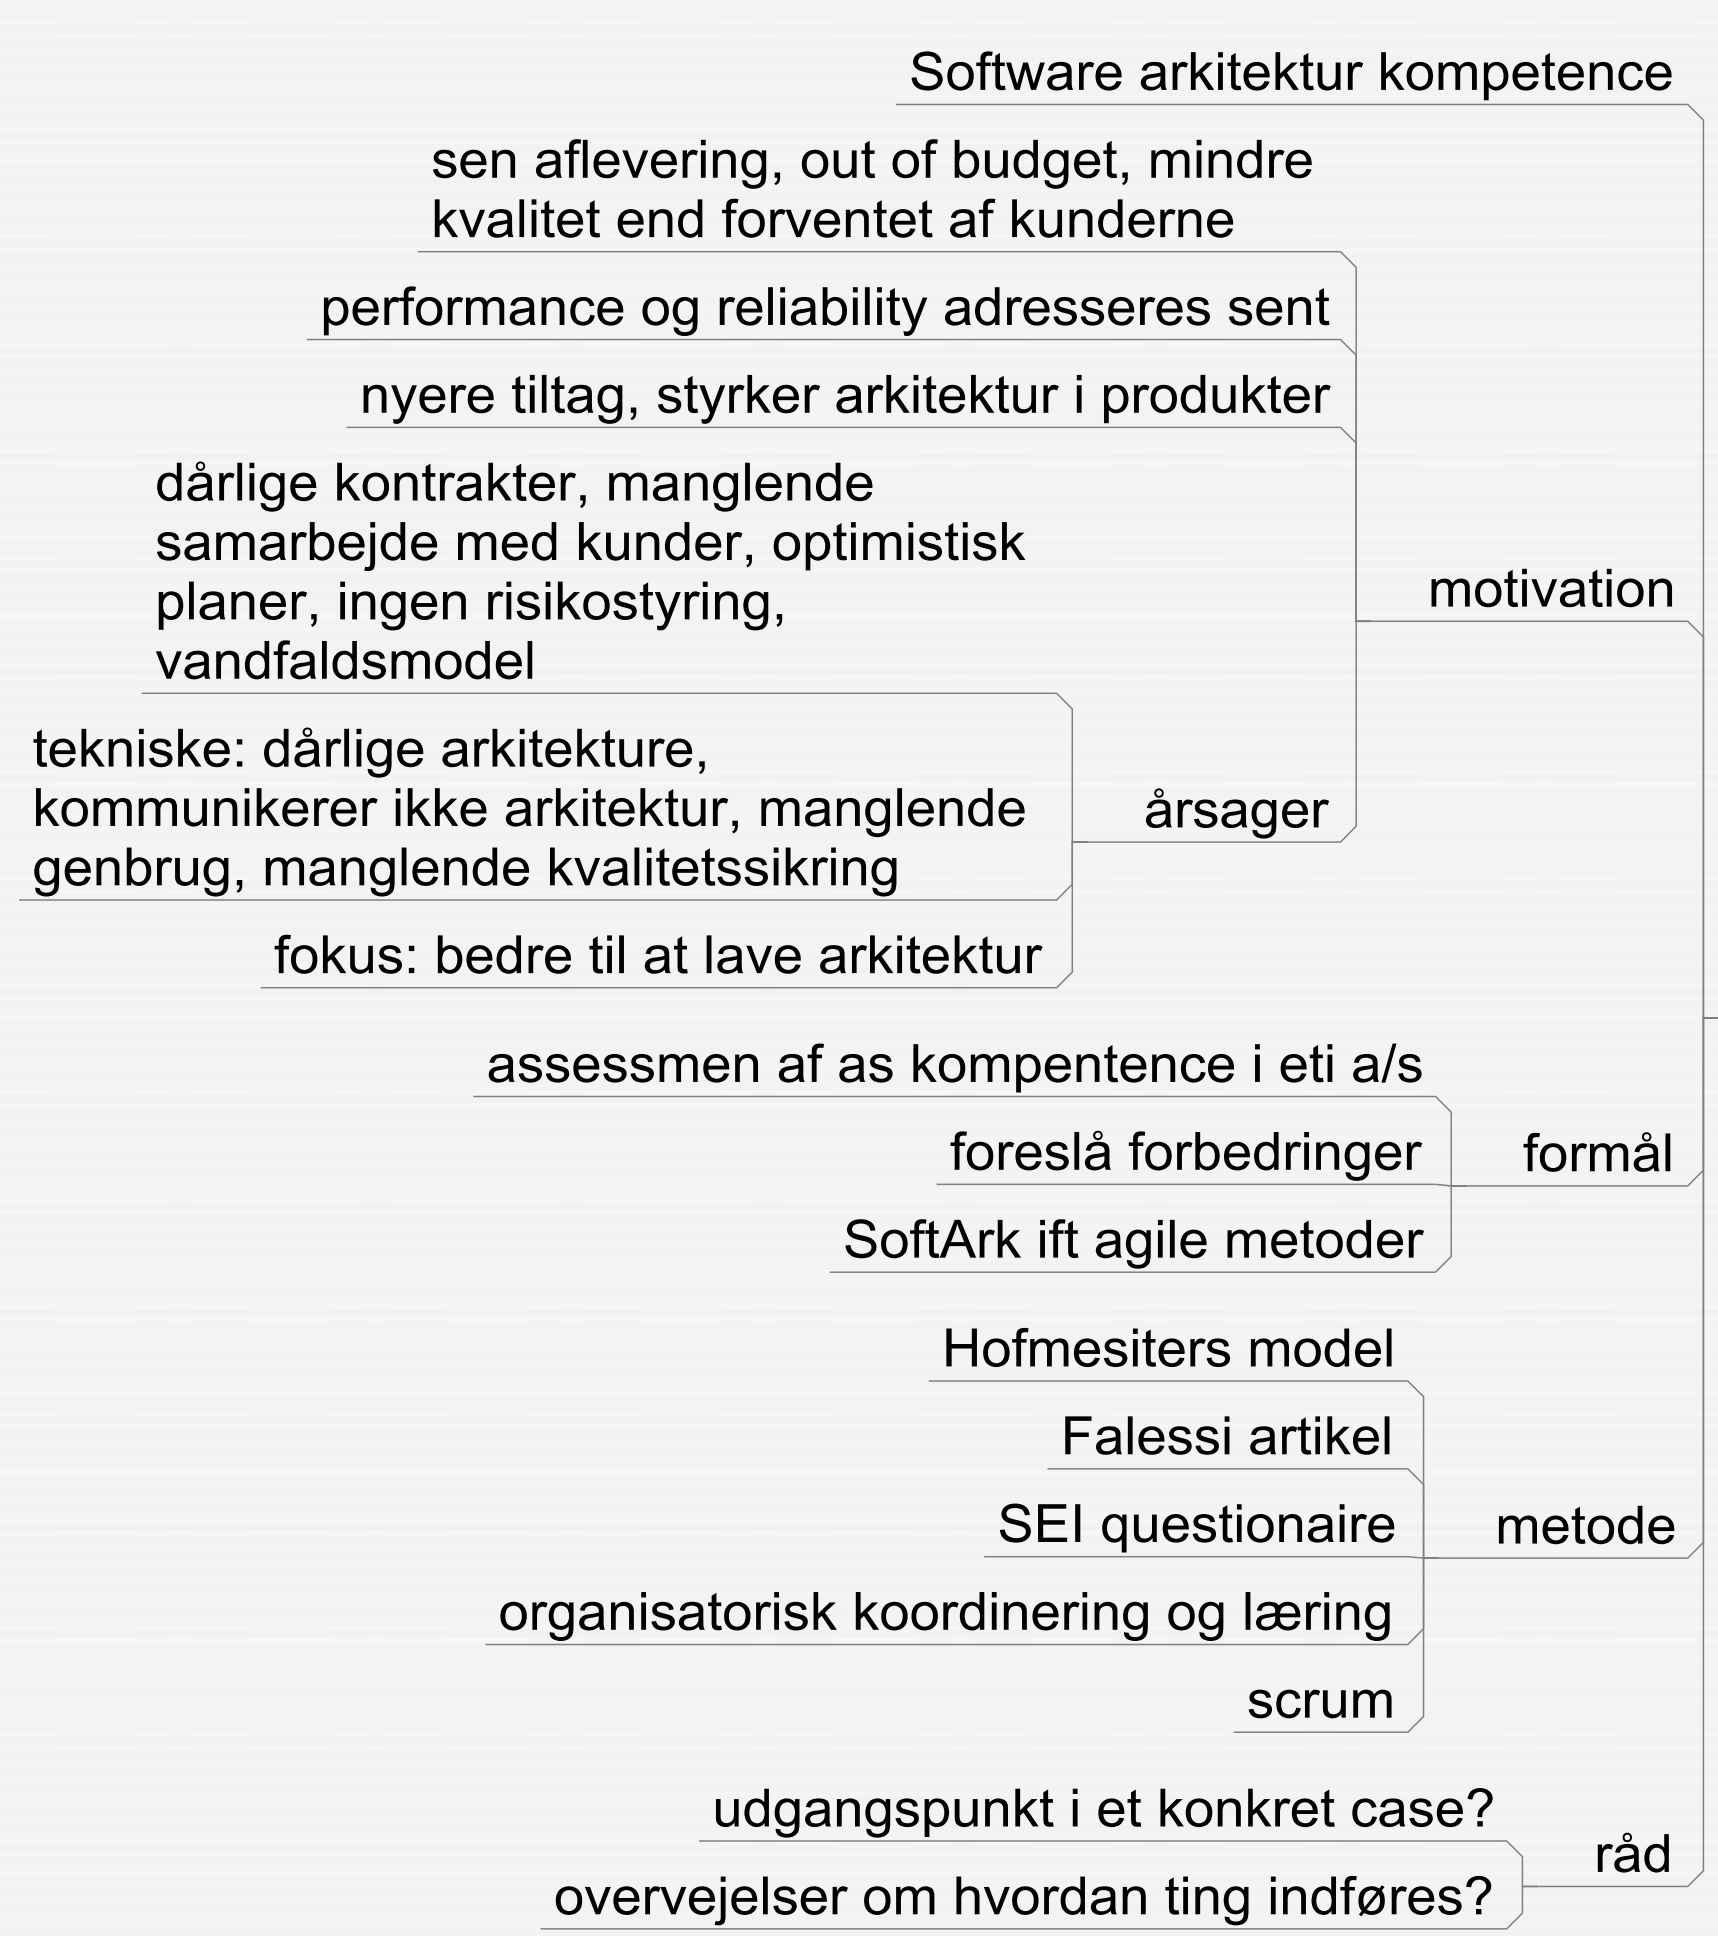 Software arkitektur kompetence
sen aflevering, out of budget, mindre
kvalitet end forventet af kunderne
performance og reliability adresseres sent
nyere tiltag, styrker arkitektur i produkter
dårlige kontrakter, manglende
samarbejde med kunder, optimistisk
planer, ingen risikostyring,
vandfaldsmodel
tekniske: dårlige arkitekture,
kommunikerer ikke arkitektur, manglende
genbrug, manglende kvalitetssikring
fokus: bedre til at lave arkitektur
årsager
motivation
assessmen af as kompentence i eti a/s
foreslå forbedringer
SoftArk ift agile metoder
formål
Hofmesiters model
Falessi artikel
SEI questionaire
organisatorisk koordinering og læring
scrum
metode
udgangspunkt i et konkret case?
overvejelser om hvordan ting indføres?
råd